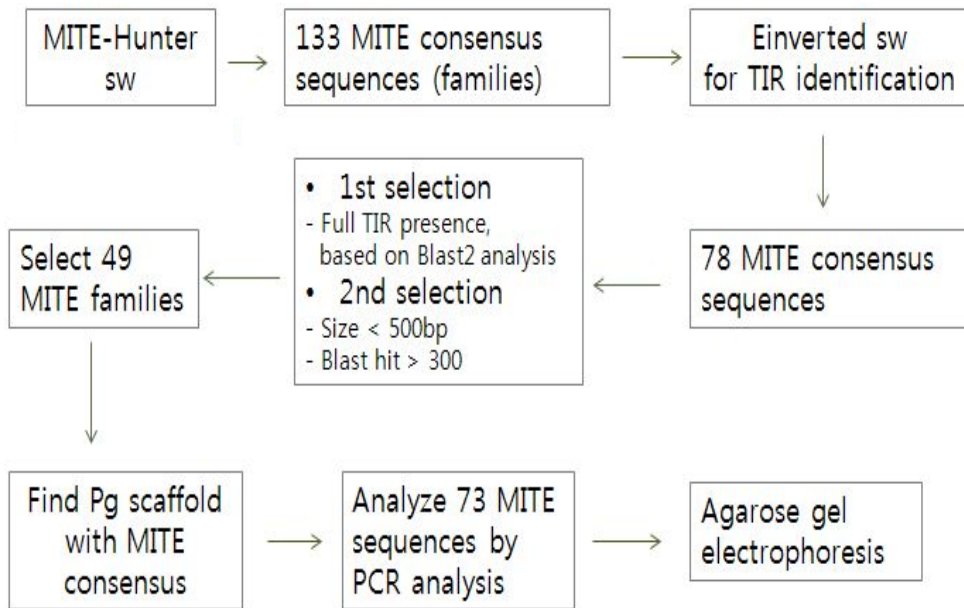 MITE-Hunter
sw
133 MITE consensus
sequences (families)
Einverted sw
for TIR identification
78 MITE consensus
sequences
• 1st selection
- Full TIR presence,
based on Blast2 analysis
• 2nd selection
- Size < 500bp
- Blast hit > 300
Select 49
MITE families
Find Pg scaffold
with MITE
consensus
Analyze 73 MITE
sequences by
PCR analysis
Agarose gel
electrophoresis